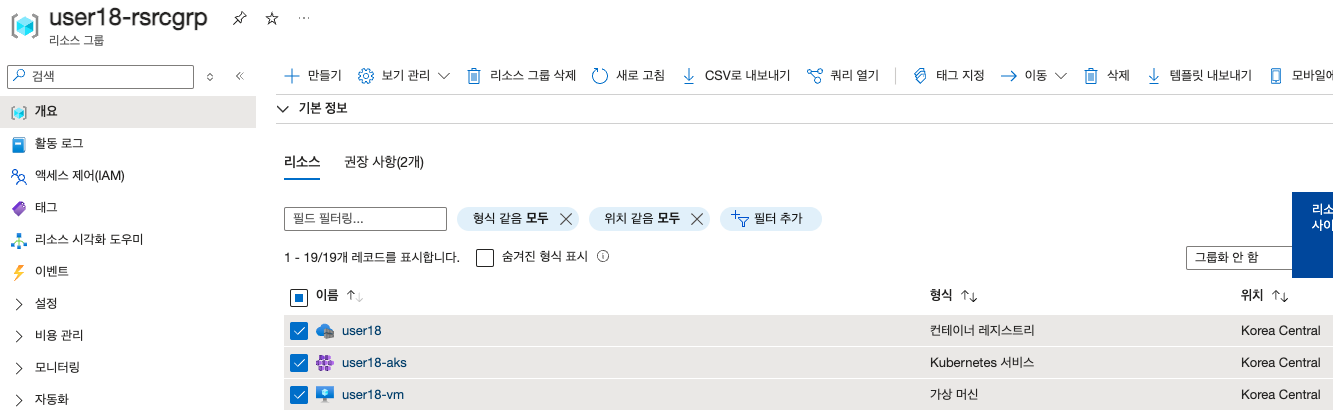 user18-rsrcgrp
리소스 그룹
검색
만들기 보기 관리 리소스 그룹 삭제 새로 고침 CSV로 내보내기 쿼리 열기 태그 지정 이동 삭제 템플릿 내보내기 모바일에
기본 정보
개요
활동 로그
액세스 제어(IAM)
태그
리소스 시각화 도우미
이벤트
설정
비용 관리
모니터링
자동화
리소스 권장 사항(2개)
필드 필터링... 형식 같음 모두 위치 같음 모두 필터 추가
리소
사이
1 - 19/19개 레코드를 표시합니다. 숨겨진 형식 표시 그룹화 안 함
이름 형식 위치
user18 컨테이너 레지스트리 Korea Central
user18-aks Kubernetes 서비스 Korea Central
user18-vm 가상 머신 Korea Central